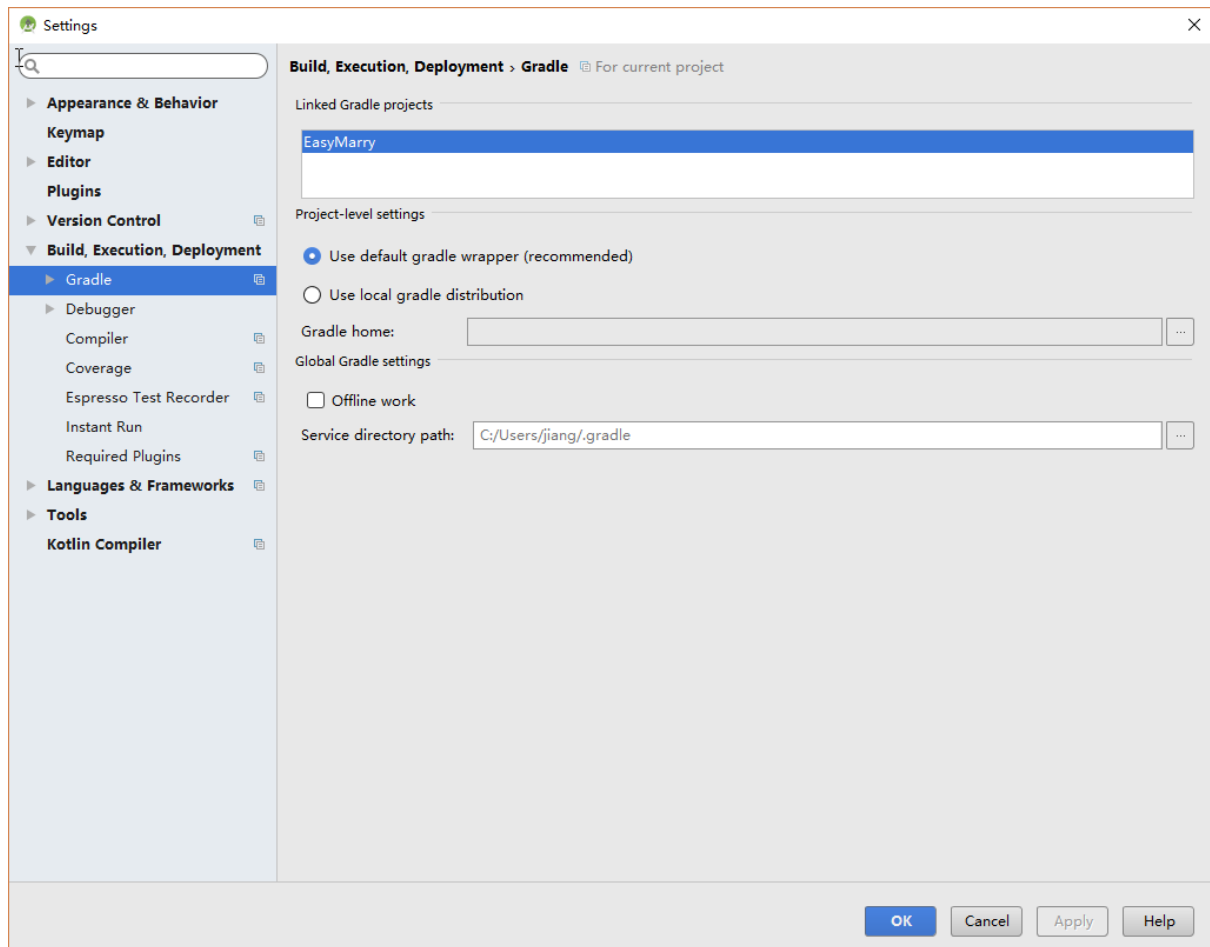 Settings
Appearance & Behavior
Keymap
Editor
Plugins
Version Control
Build, Execution, Deployment
Gradle
Debugger
Compiler
Coverage
Espresso Test Recorder
Instant Run
Required Plugins
Languages & Frameworks
Tools
Kotlin Compiler
Build, Execution, Deployment › Gradle For current project
Linked Gradle projects
EasyMarry
Project-level settings
Use default gradle wrapper (recommended)
Use local gradle distribution
Gradle home:
...
Global Gradle settings
Offline work
Service directory path: C:/Users/jiang/.gradle
...
OK Cancel Apply Help